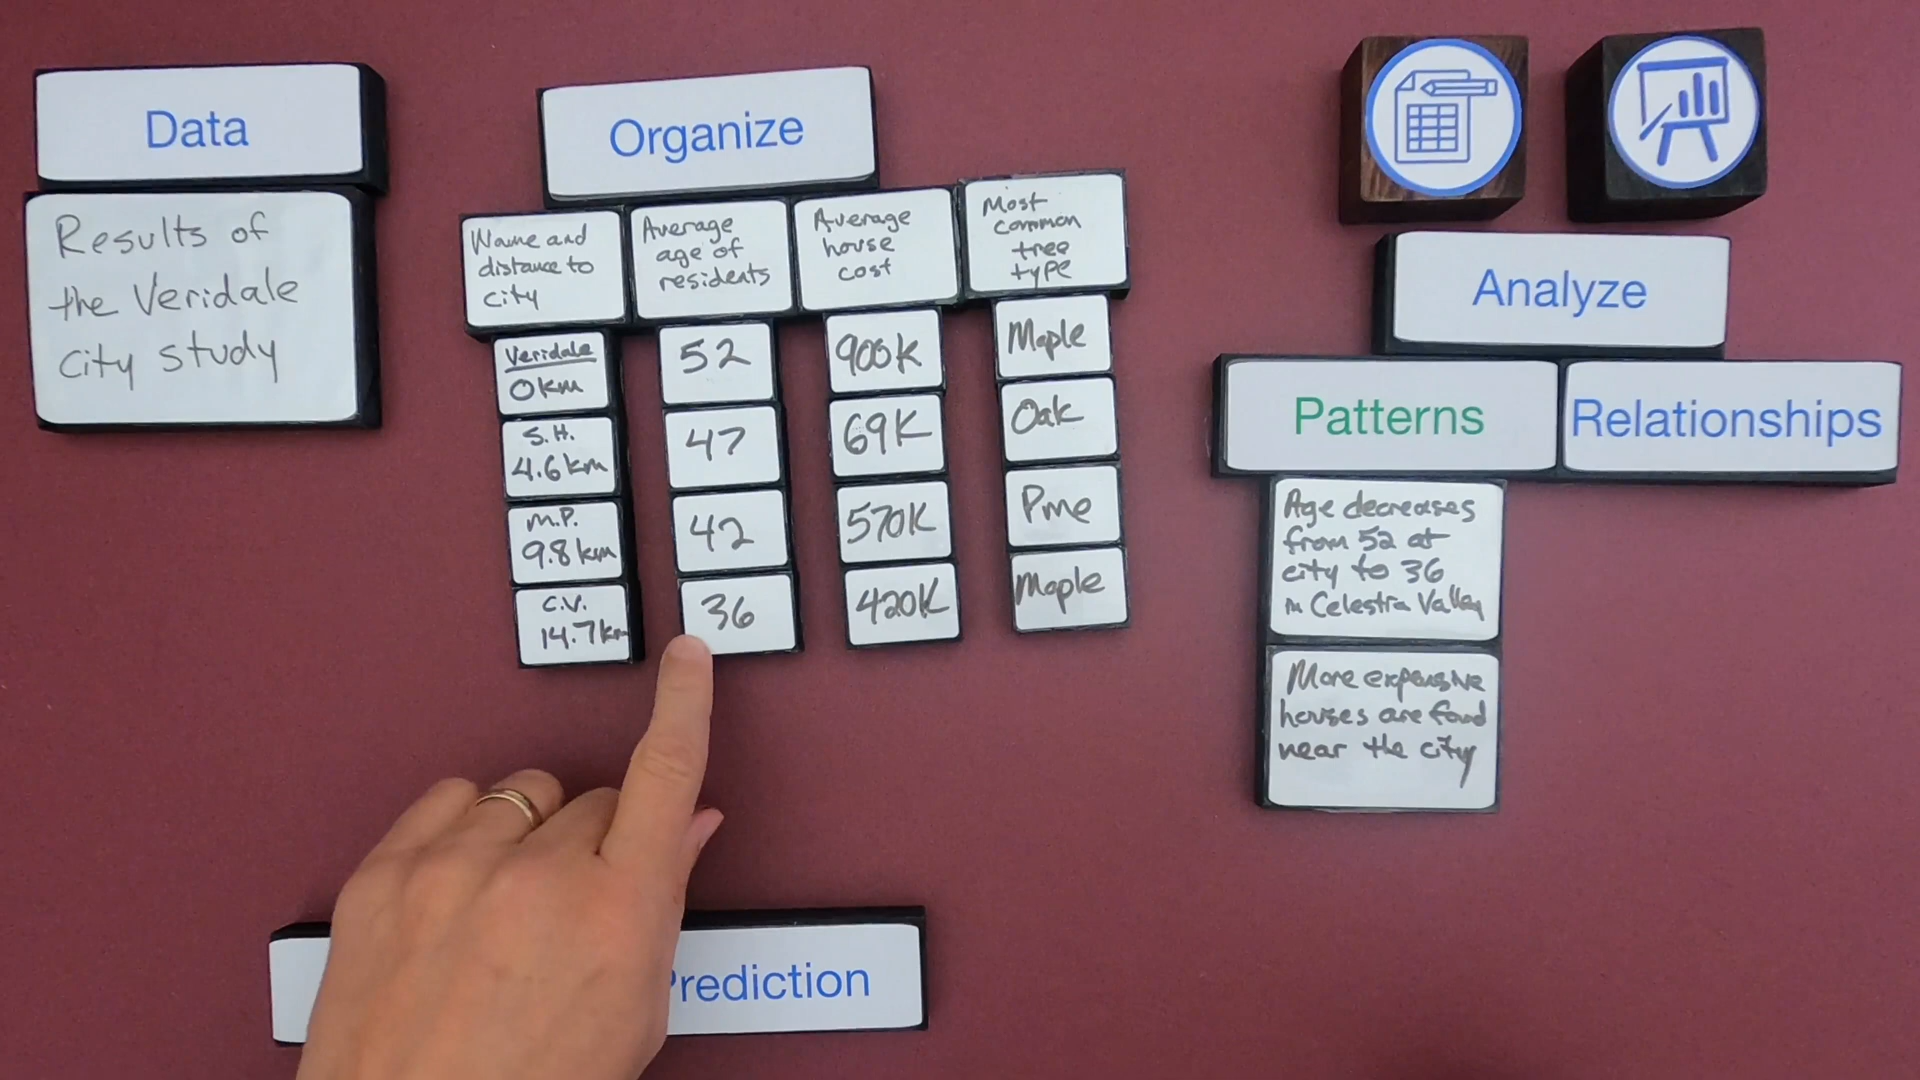 Data
Results of
the Veridale
city study
Organize
Name and
distance to
city
Average
age of
residents
Average
house
cost
Most
common
tree
type
Veridale
0km
52
900K
Maple
S.H.
4.6km
47
69K
Oak
M.P.
9.8km
42
570K
Pine
C.V.
14.7km
36
420K
Maple
Analyze
Patterns
Relationships
Age decreases
from 52 at
city to 36
in Celestra Valley
More expensive
houses are found
near the city
Prediction